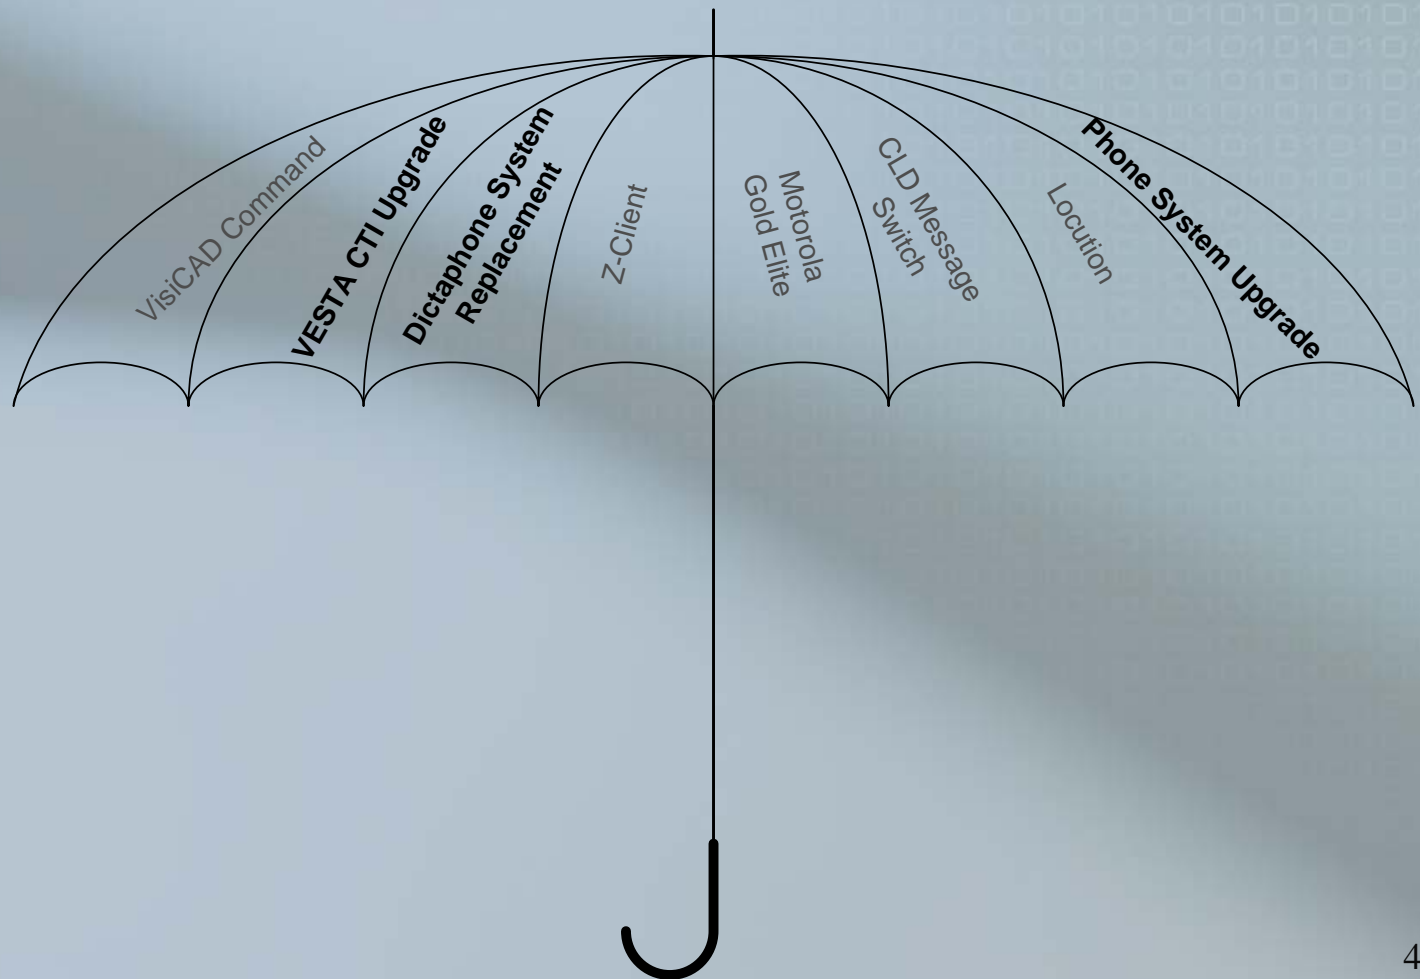 VisiCAD Command
VESTA CTI Upgrade
Dictaphone System
Replacement
Z-Client
Motorola
Gold Elite
CLD Message
Switch
Locution
Phone System Upgrade
4